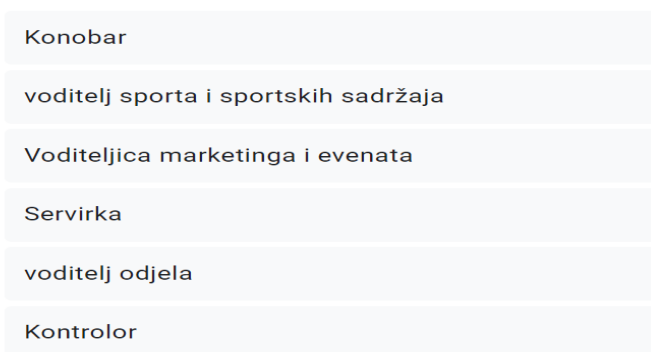 Konobar
voditelj sporta i sportskih sadržaja
Voditeljica marketinga i evenata
Servirka
voditelj odjela
Kontrolor